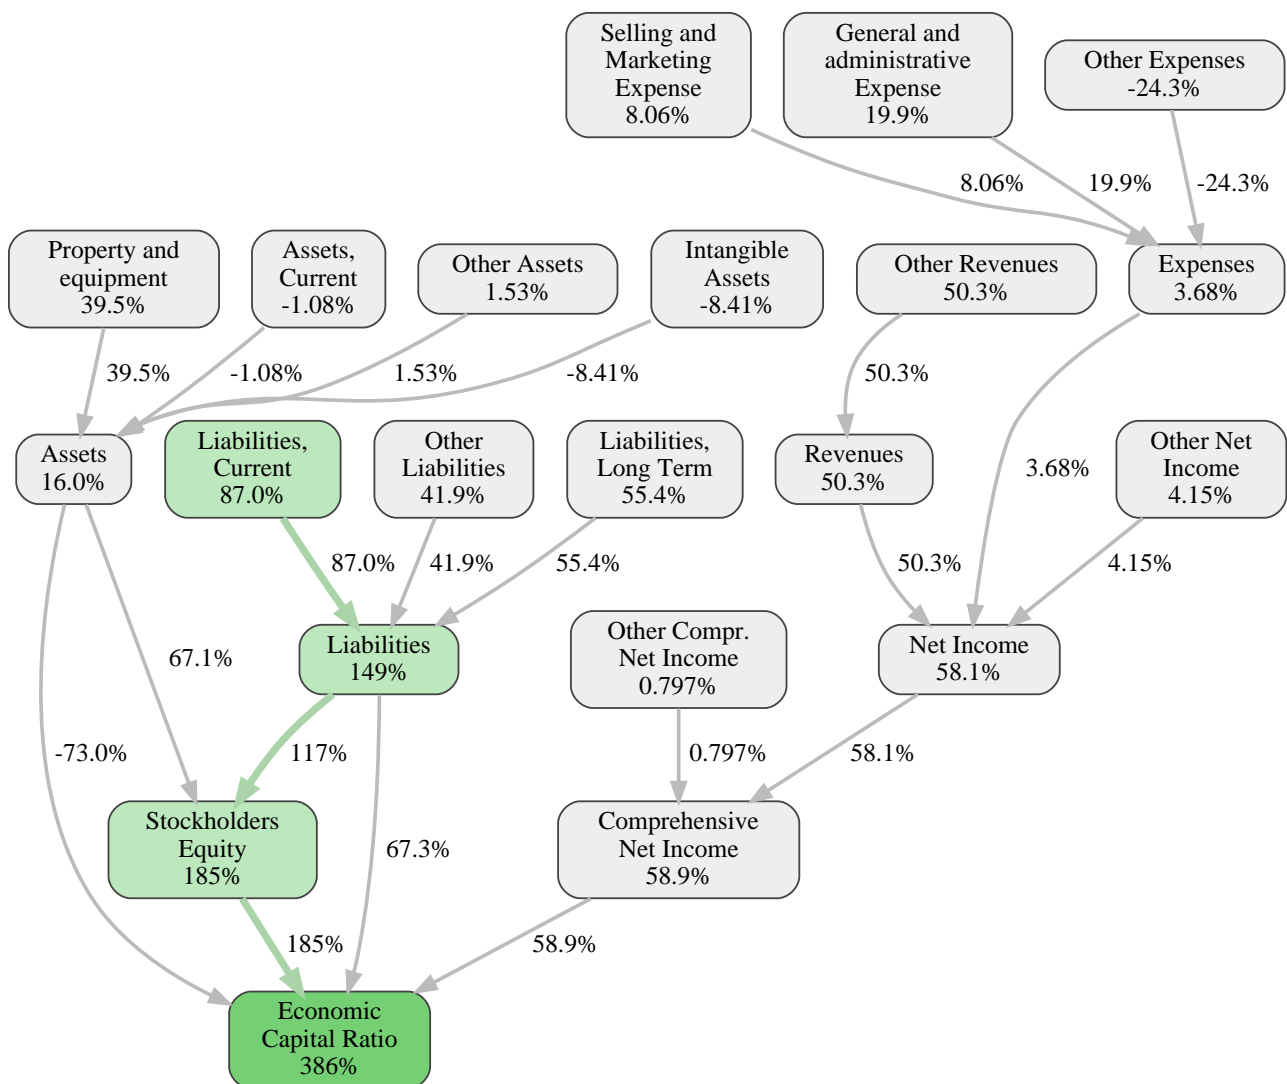 Selling and
Marketing
Expense
8.06%
General and
administrative
Expense
19.9%
Other Expenses
-24.3%
8.06%
19.9%
-24.3%
Property and
equipment
39.5%
Assets,
Current
-1.08%
Other Assets
1.53%
Intangible
Assets
-8.41%
Other Revenues
50.3%
Expenses
3.68%
39.5%
-1.08%
1.53%
-8.41%
50.3%
Assets
16.0%
Liabilities,
Current
87.0%
Other
Liabilities
41.9%
Liabilities,
Long Term
55.4%
Revenues
50.3%
3.68%
Other Net
Income
4.15%
87.0%
41.9%
55.4%
50.3%
4.15%
67.1%
Liabilities
149%
Other Compr.
Net Income
0.797%
Net Income
58.1%
-73.0%
117%
0.797%
58.1%
Stockholders
Equity
185%
67.3%
Comprehensive
Net Income
58.9%
185%
58.9%
Economic
Capital Ratio
386%